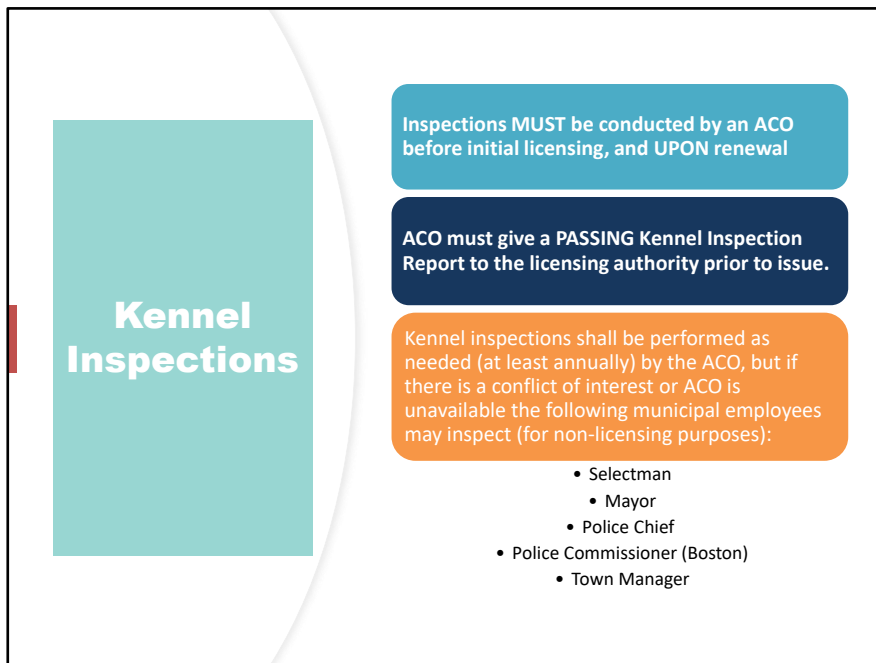 Kennel
Inspections
Inspections MUST be conducted by an ACO
before initial licensing, and UPON renewal
ACO must give a PASSING Kennel Inspection
Report to the licensing authority prior to issue.
Kennel inspections shall be performed as
needed (at least annually) by the ACO, but if
there is a conflict of interest or ACO is
unavailable the following municipal employees
may inspect (for non-licensing purposes):
• Selectman
• Mayor
• Police Chief
• Police Commissioner (Boston)
• Town Manager